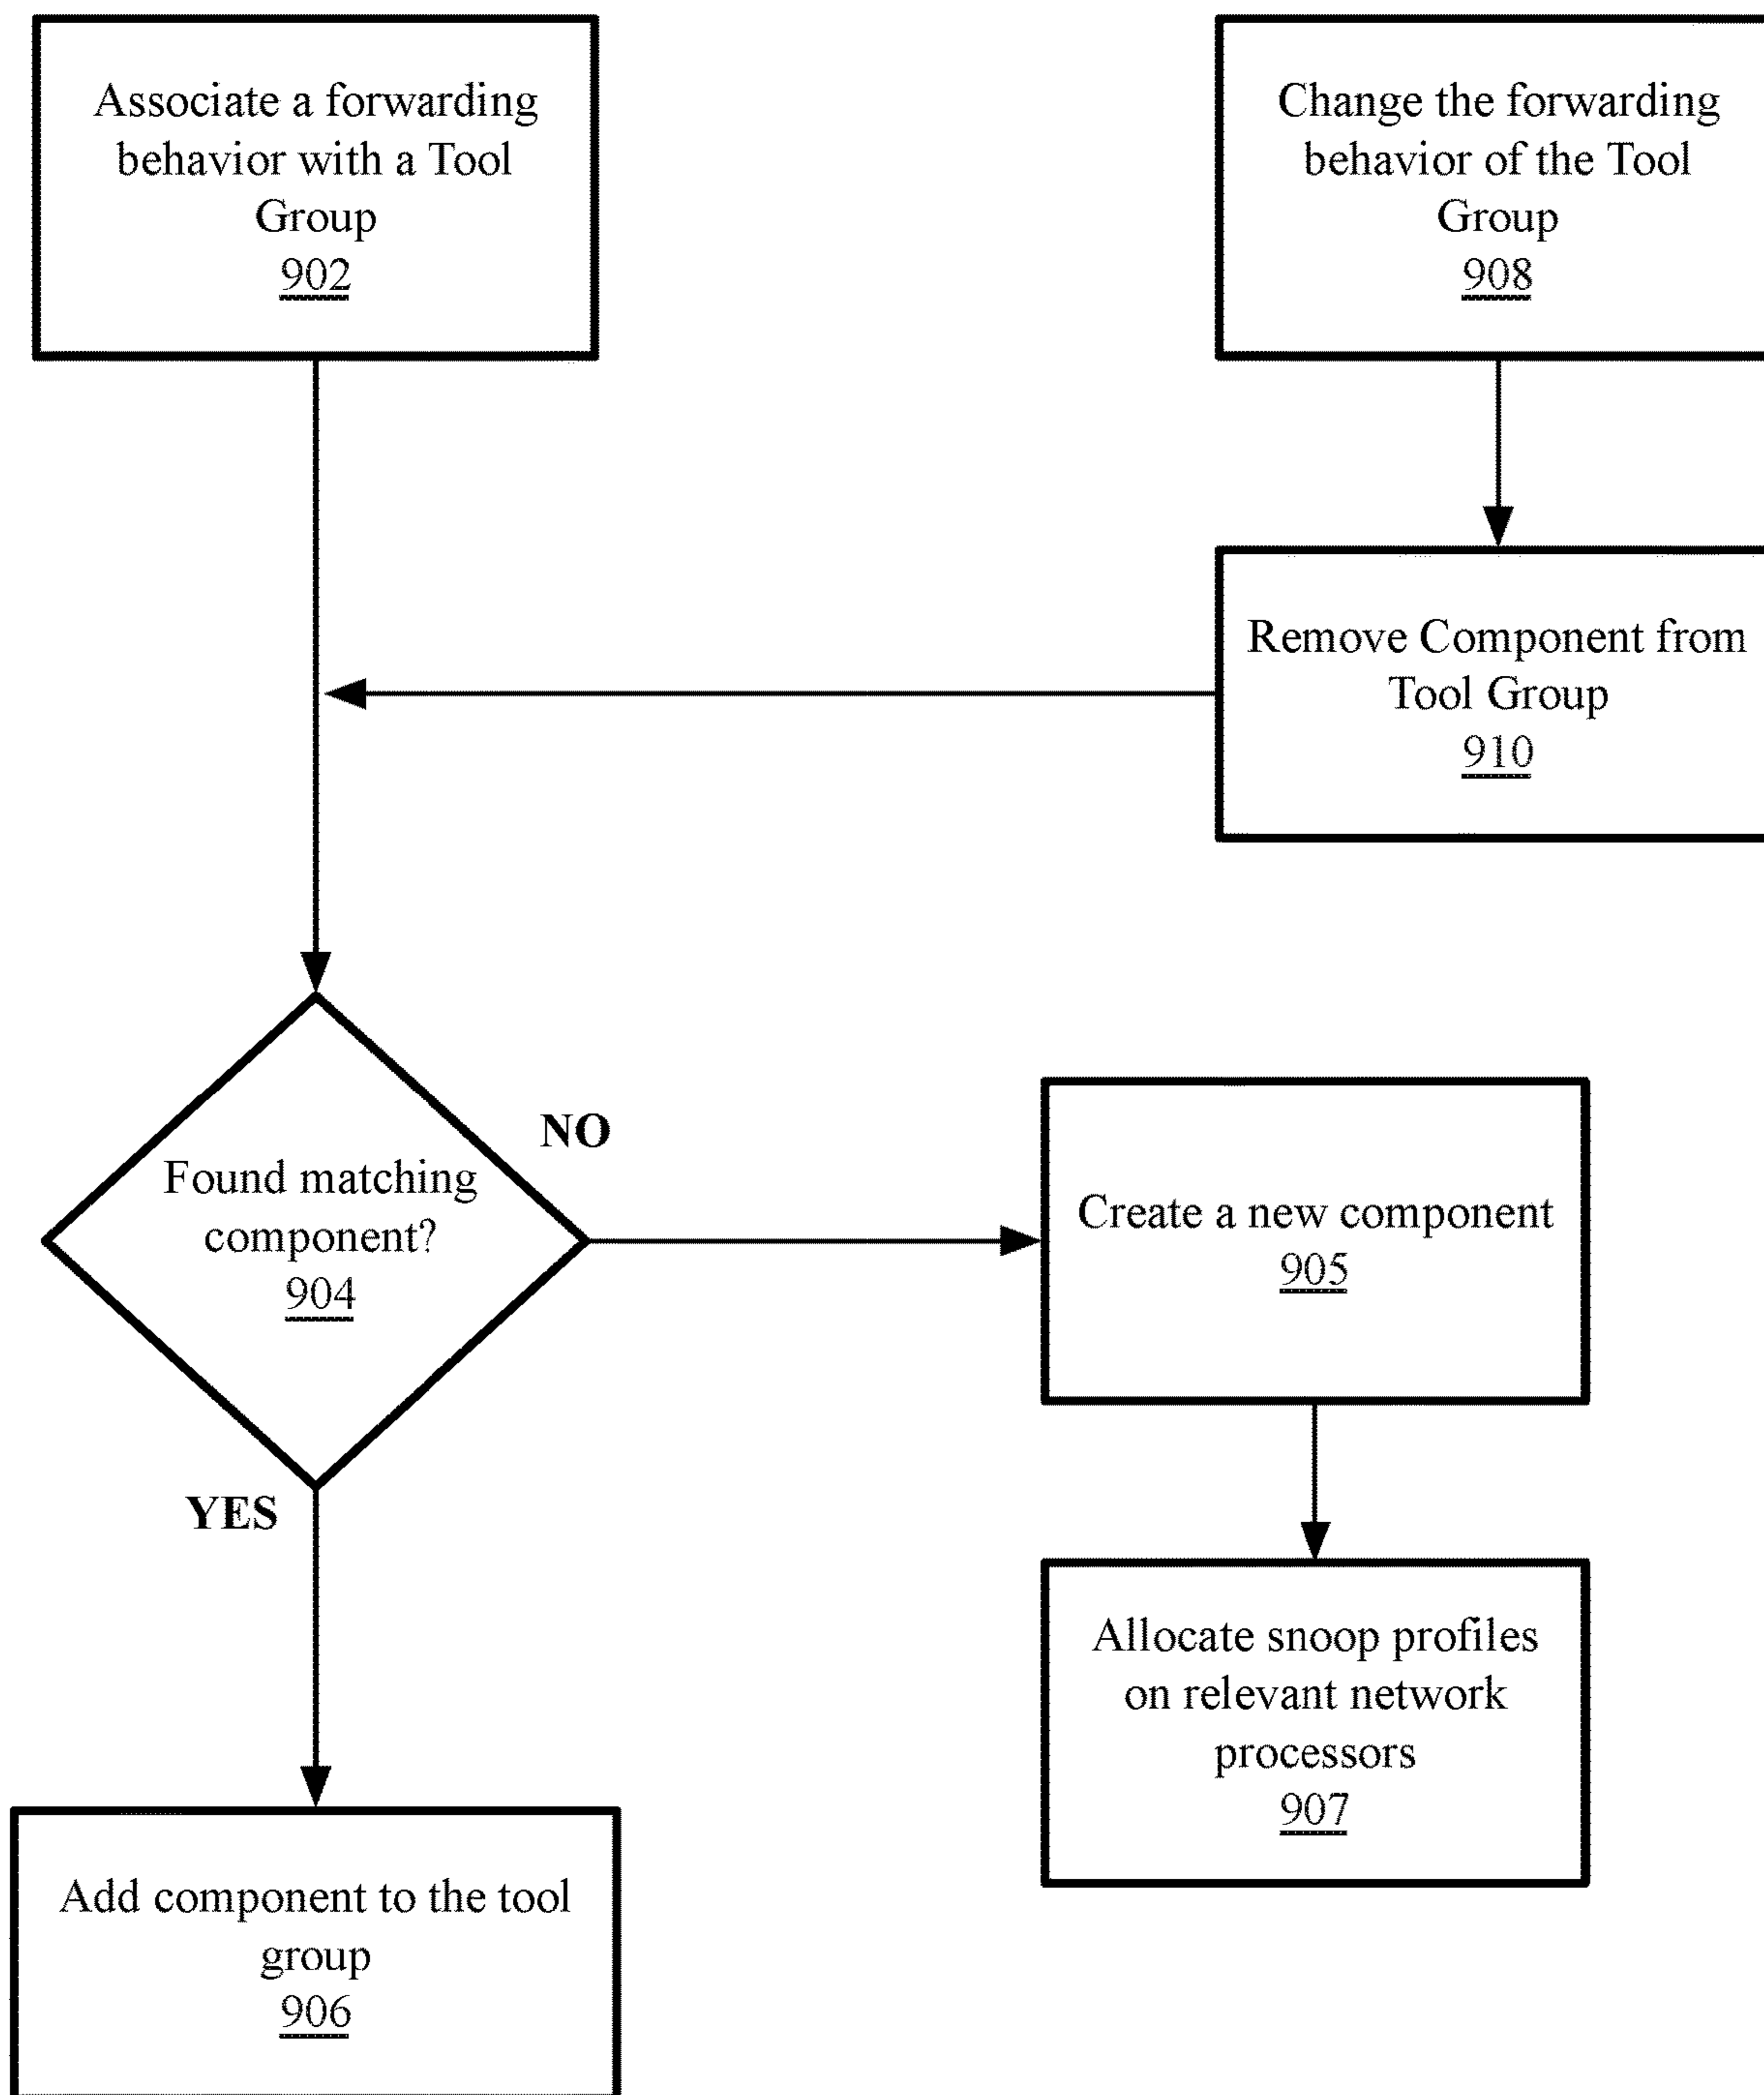 Associate a forwarding
behavior with a Tool
Group
902
Change the forwarding
behavior of the Tool
Group
908
Remove Component from
Tool Group
910
Found matching
component?
904
NO
YES
Create a new component
905
Allocate snoop profiles
on relevant network
processors
907
Add component to the tool
group
906